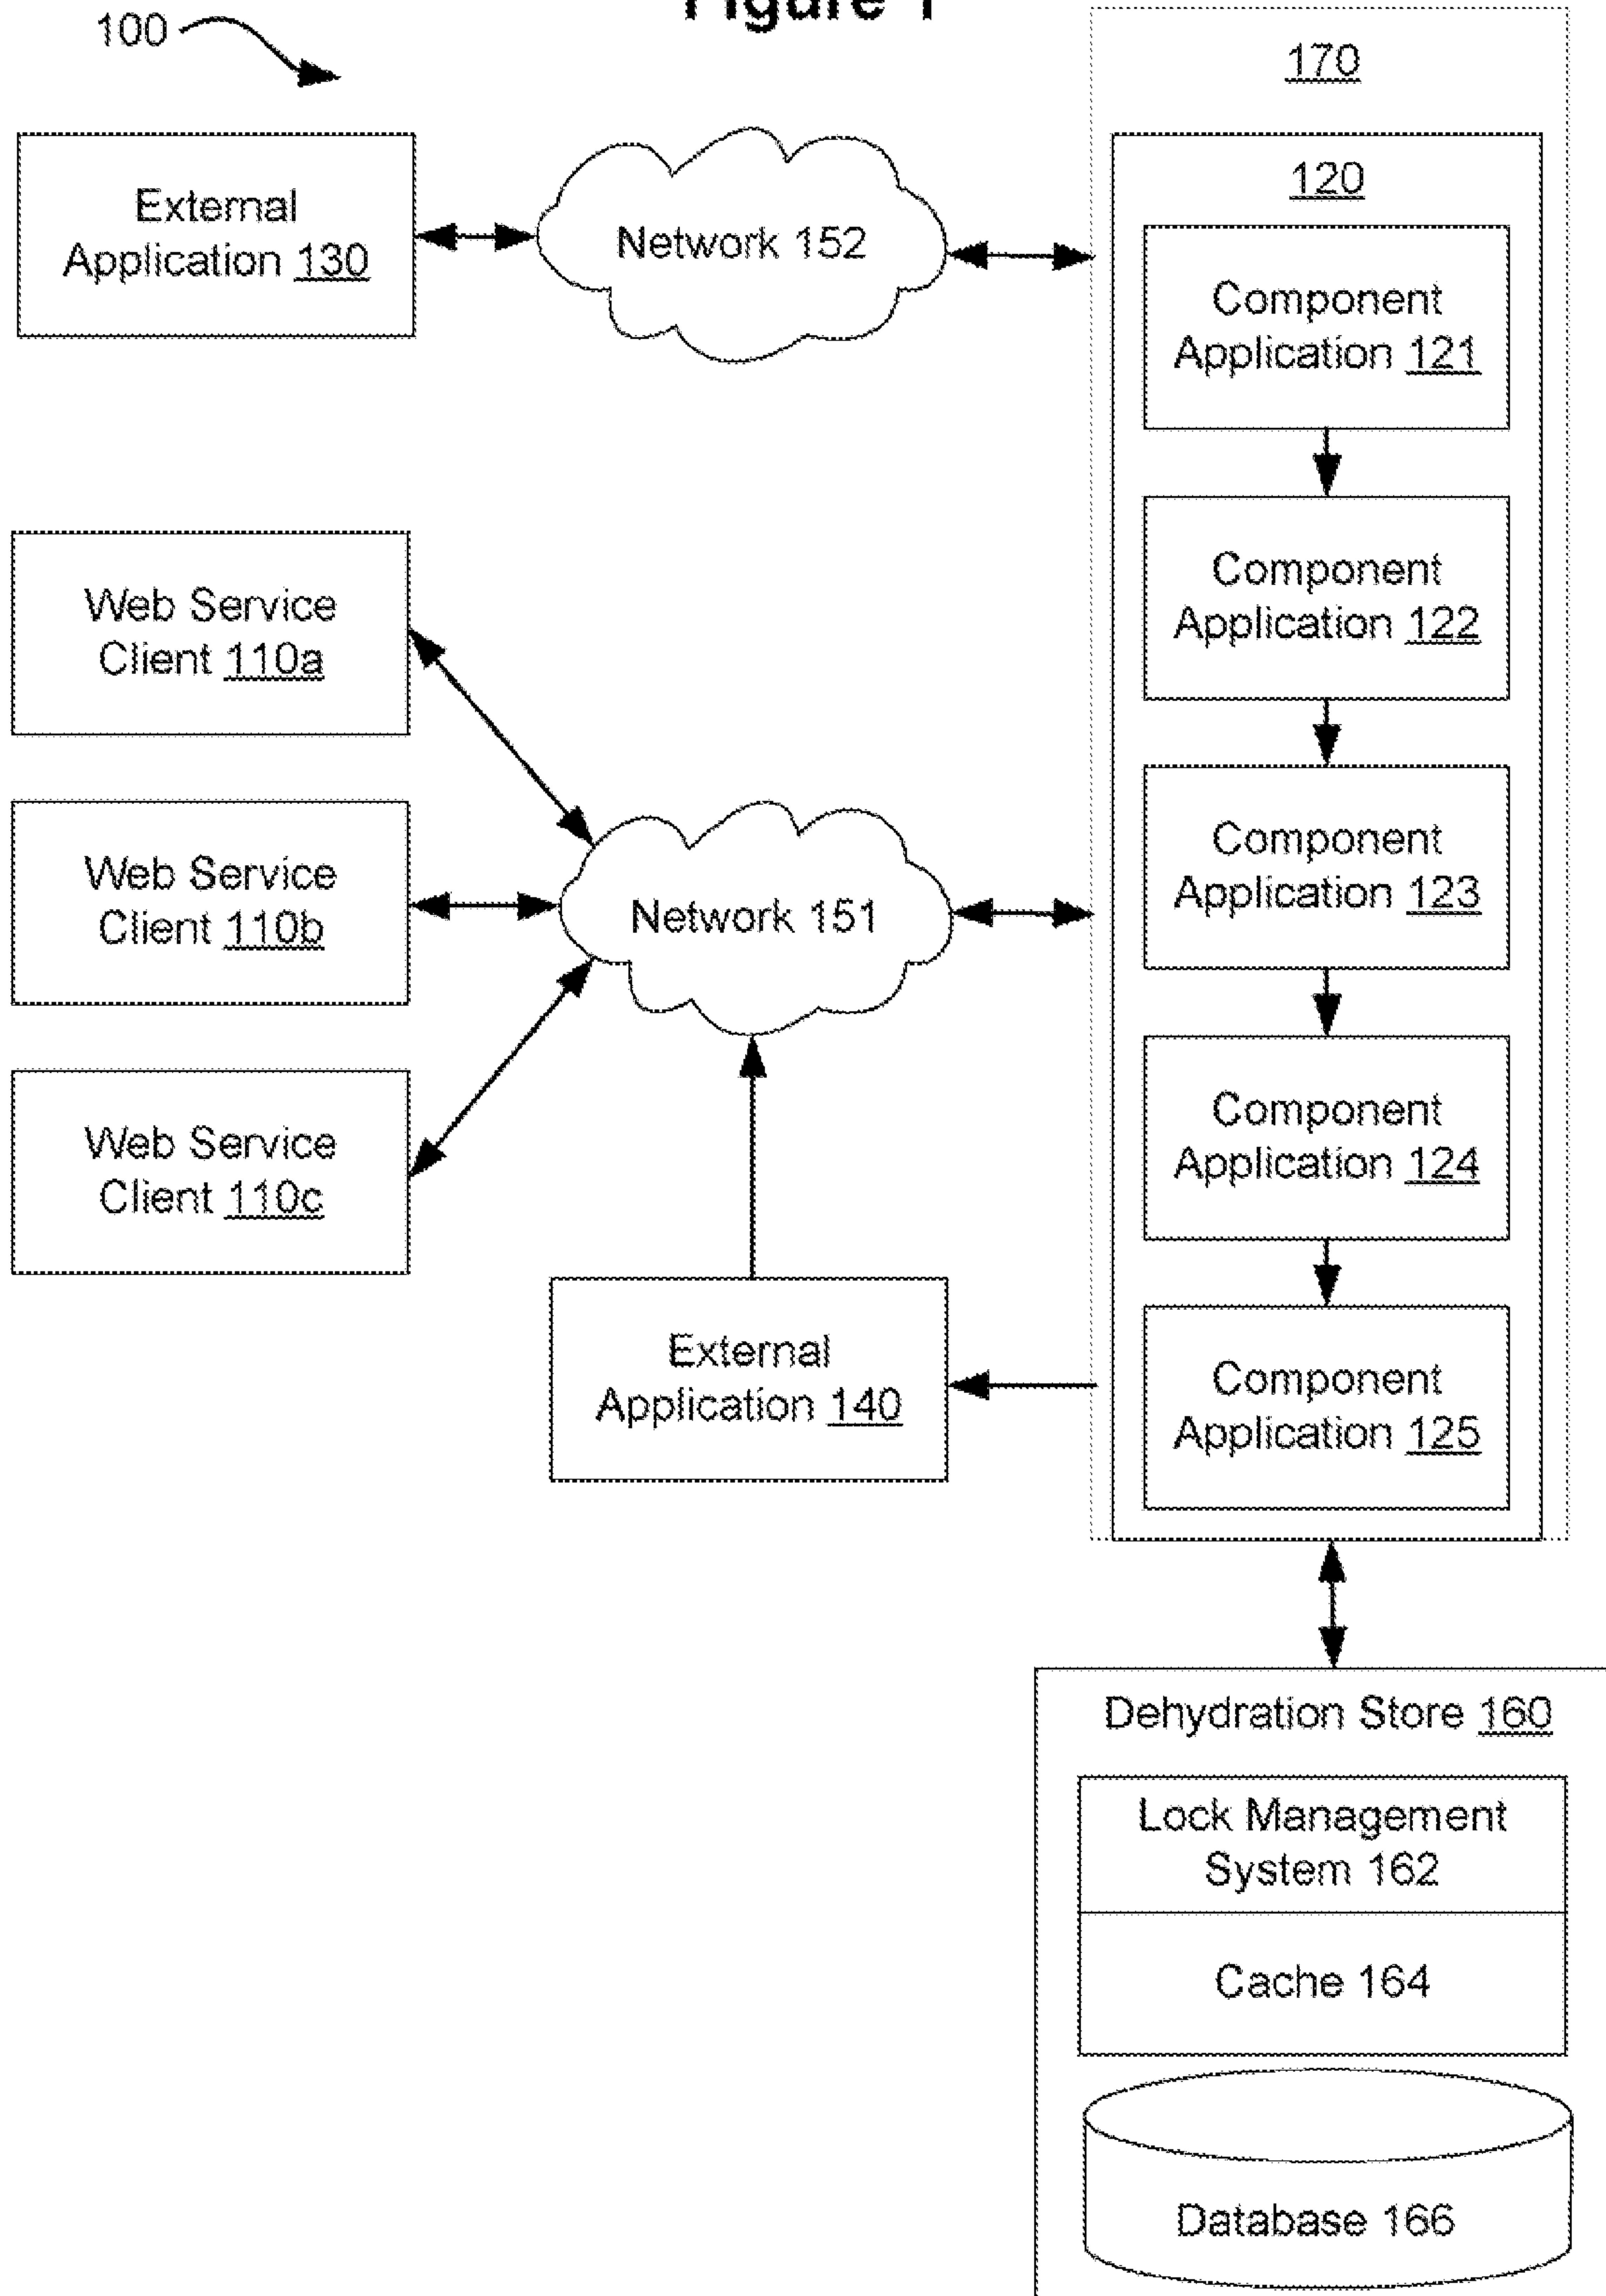 Figure 1
100
170
120
External
Application 130
Network 152
Component
Application 121
Component
Application 122
Web Service
Client 110a
Web Service
Client 110b
Network 151
Component
Application 123
Web Service
Client 110c
Component
Application 124
External
Application 140
Component
Application 125
Dehydration Store 160
Lock Management
System 162
Cache 164
Database 166